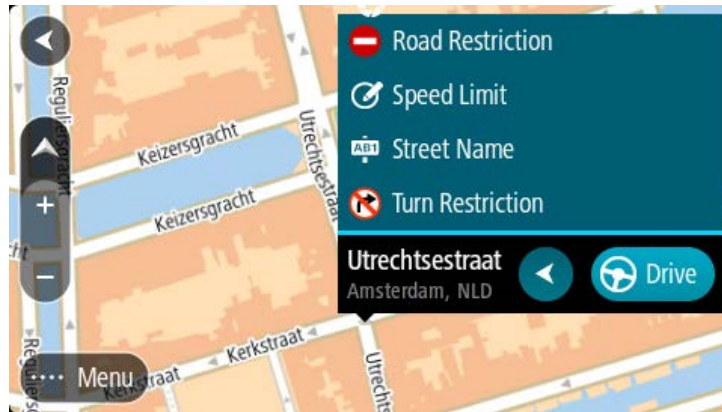 Road Restriction
Speed Limit
AB1 Street Name
Turn Restriction
Utrechtsestraat
Amsterdam, NLD
Drive
Reguliersgracht
Keizersgracht
Utrechtsestraat
Keizersgracht
+
−
Kerkstraat
Kerkstraat
···· Menu